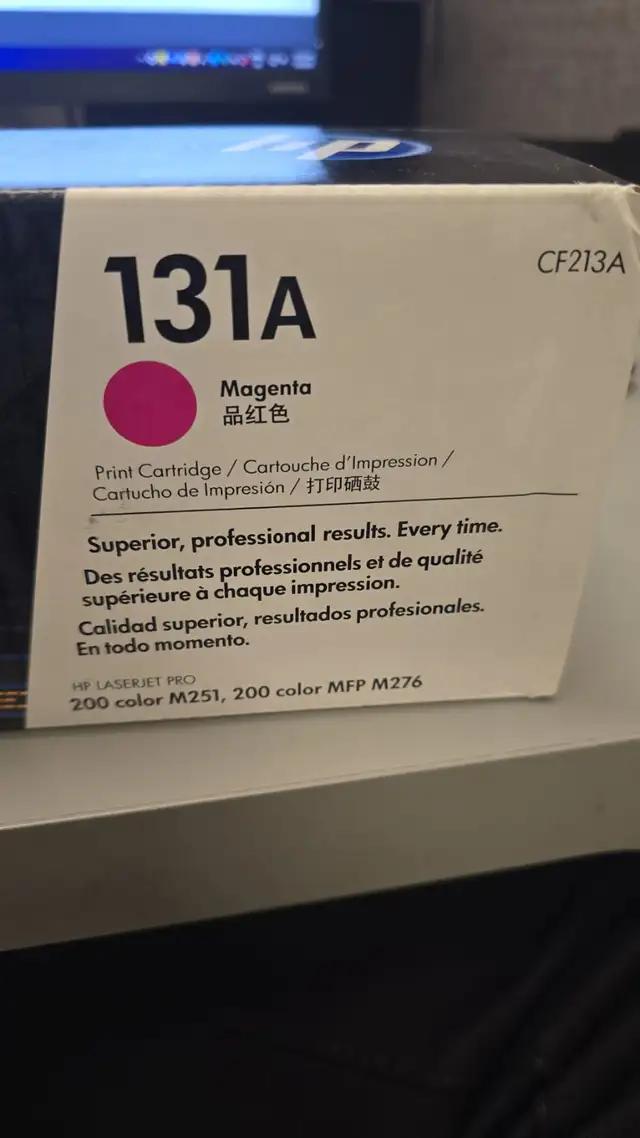 hp
131A
CF213A
Magenta
品红色
Print Cartridge / Cartouche d'Impression /
Cartucho de Impresión / 打印硒鼓
Superior, professional results. Every time.
Des résultats professionnels et de qualité
supérieure à chaque impression.
Calidad superior, resultados profesionales.
En todo momento.
HP LASERJET PRO
200 color M251, 200 color MFP M276